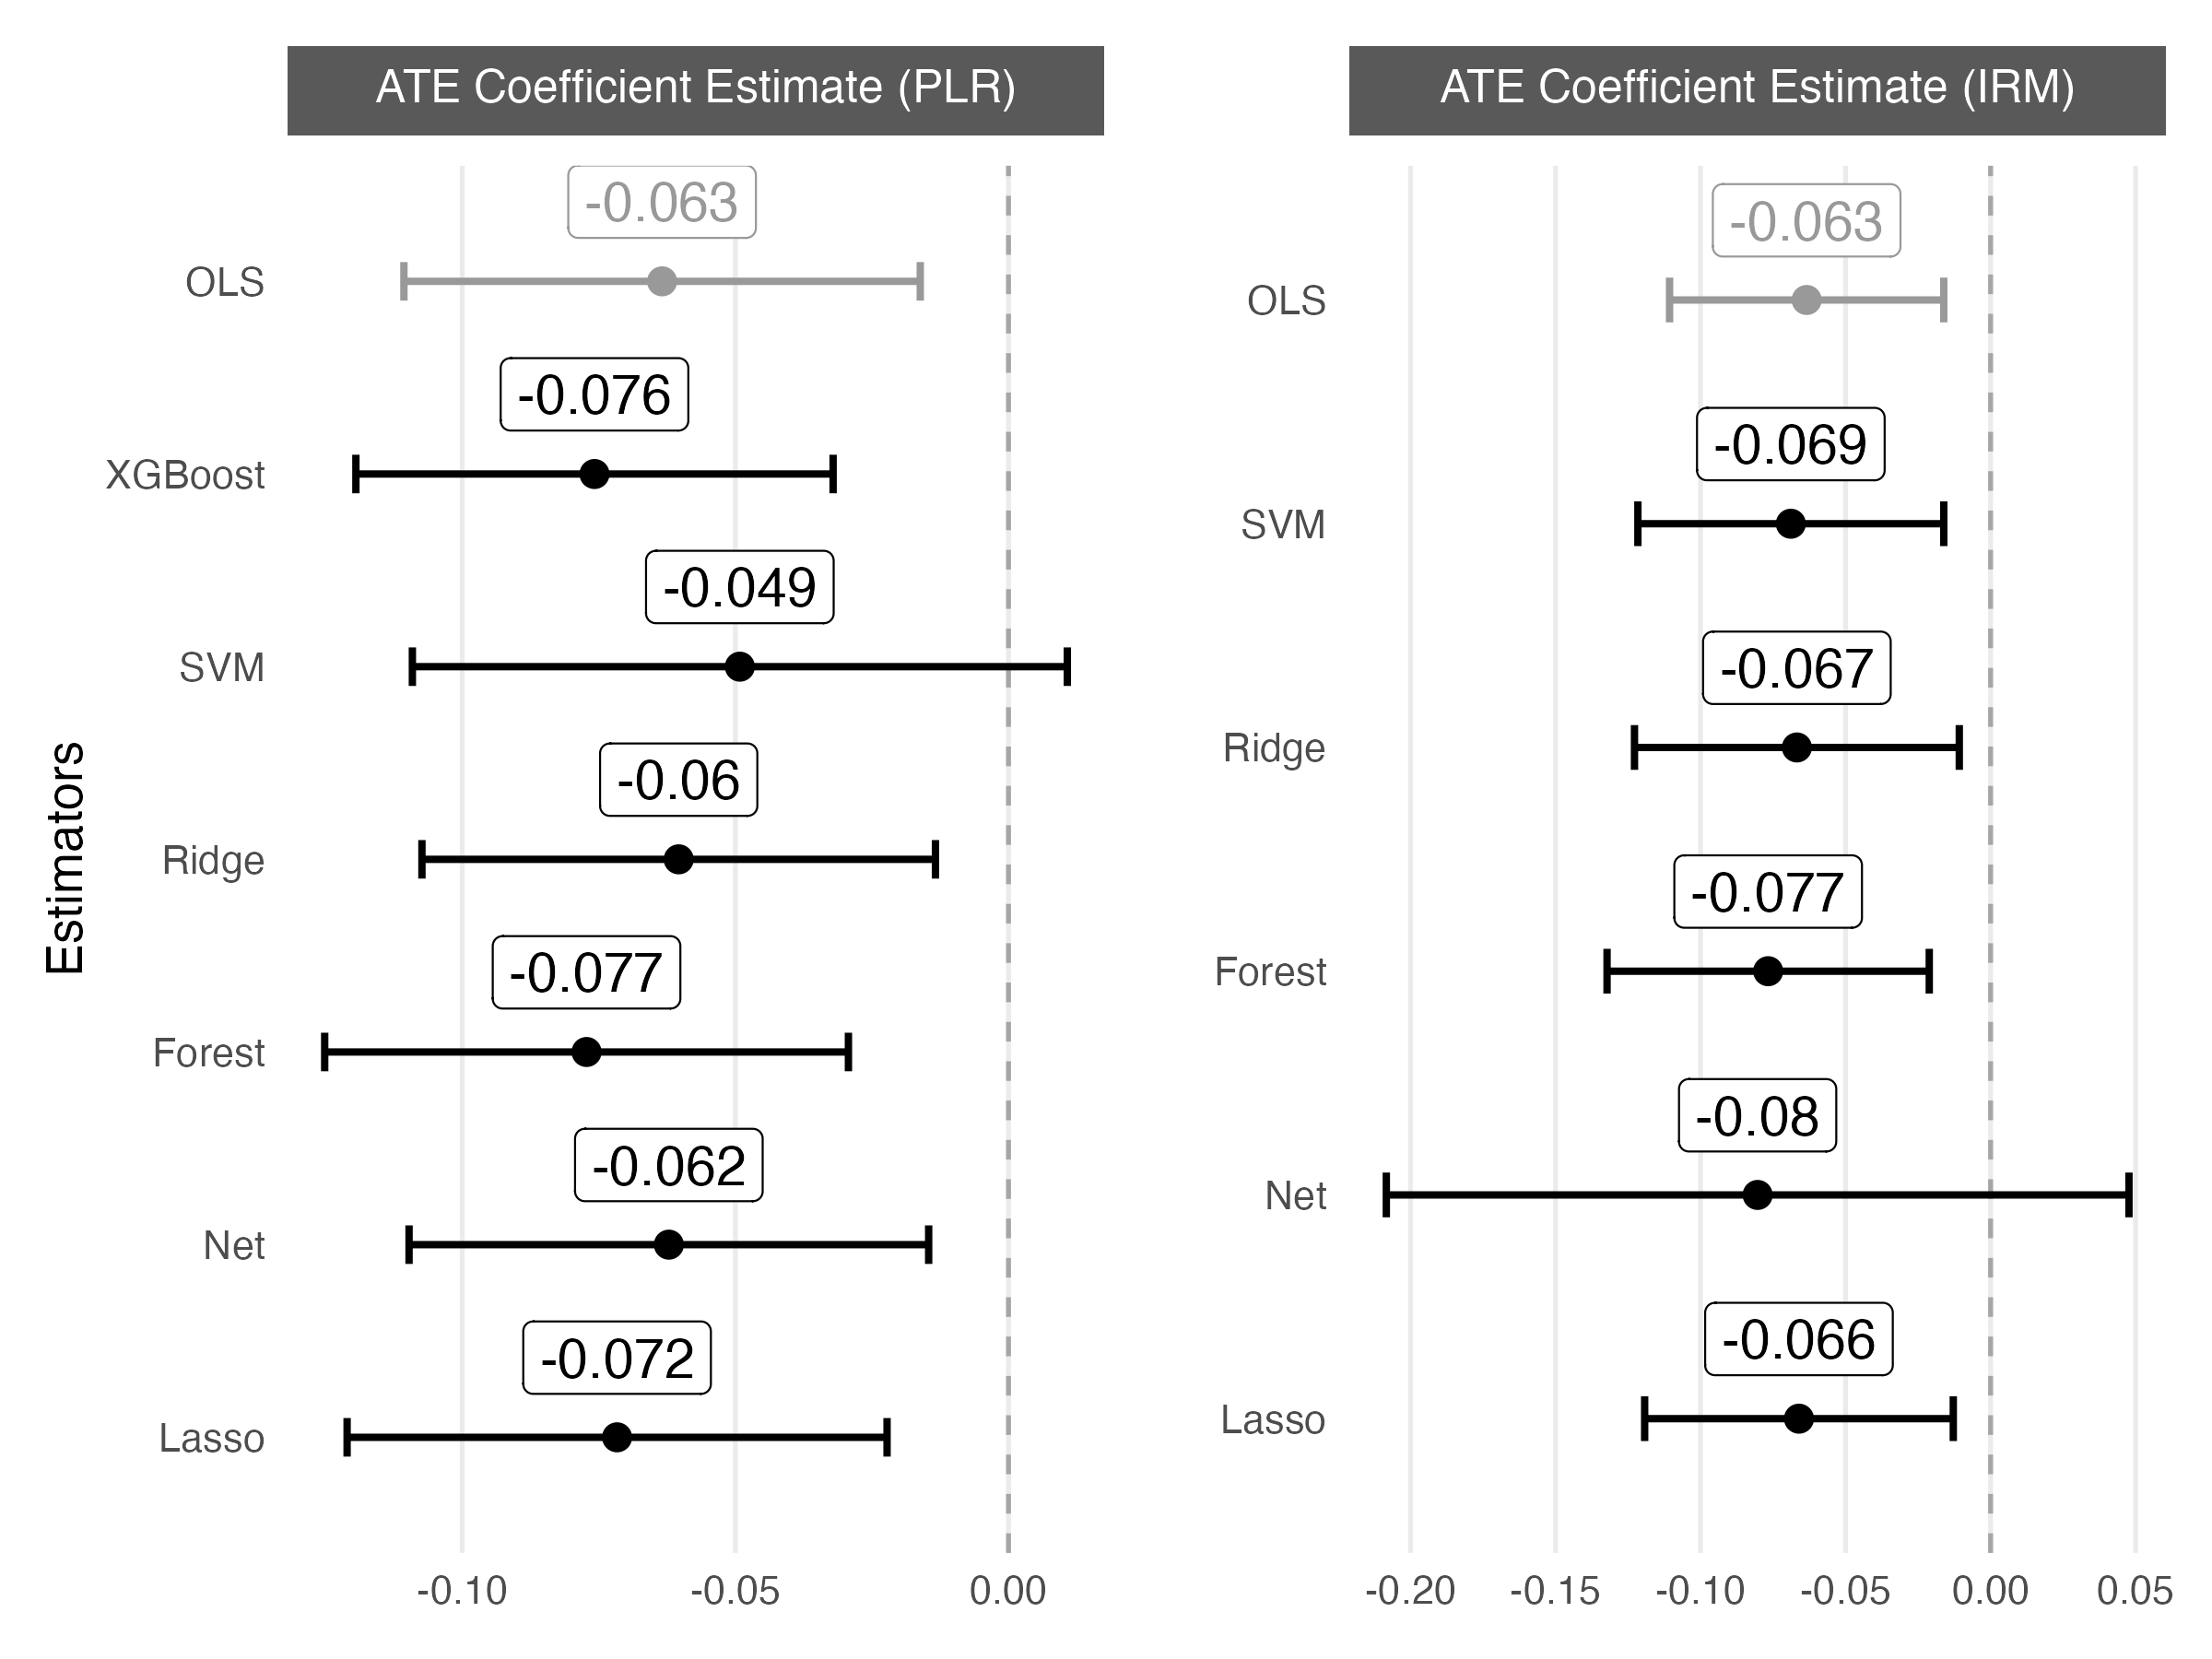 ATE Coefficient Estimate (PLR)
-0.063
OLS
-0.076
XGBoost
-0.049
SVM
-0.06
Ridge
-0.077
Forest
-0.062
Net
-0.072
Lasso
Estimators
-0.10 -0.05 0.00
ATE Coefficient Estimate (IRM)
-0.063
OLS
-0.069
SVM
-0.067
Ridge
-0.077
Forest
-0.08
Net
-0.066
Lasso
-0.20 -0.15 -0.10 -0.05 0.00 0.05